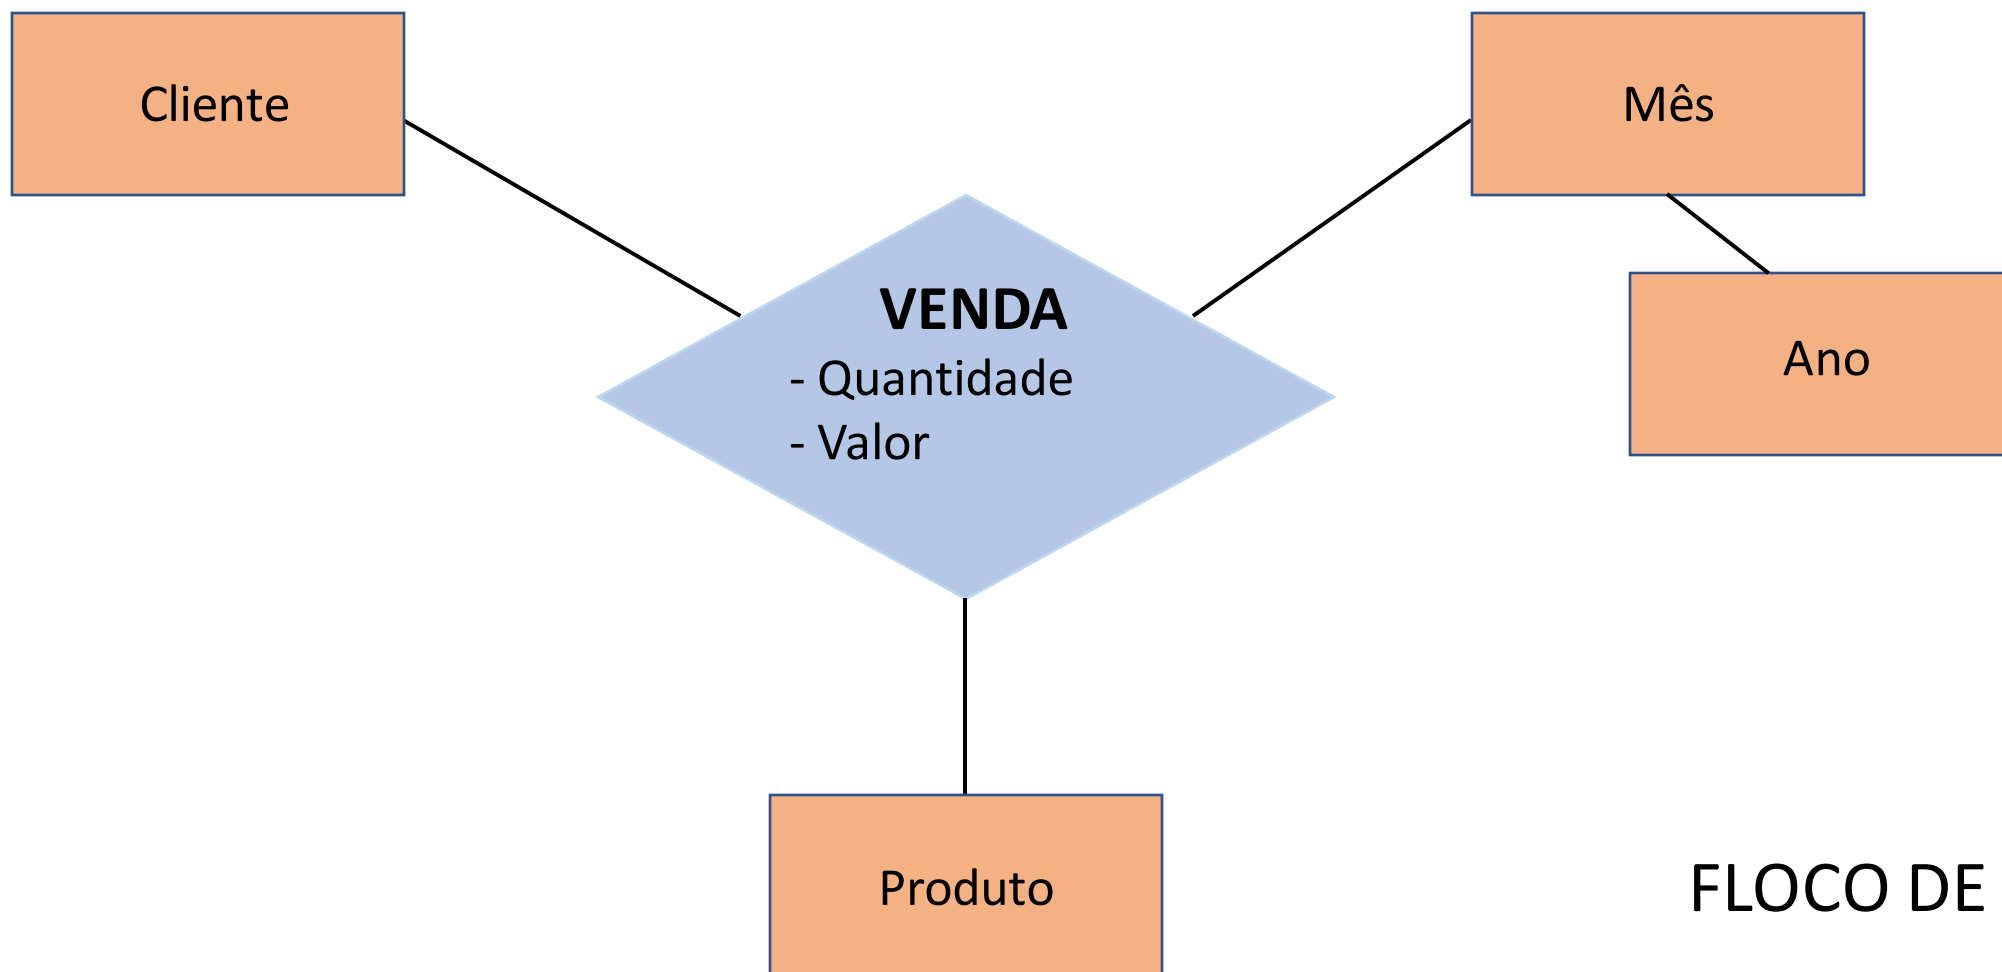 Cliente
Mês
VENDA
- Quantidade
- Valor
Ano
Produto
FLOCO DE